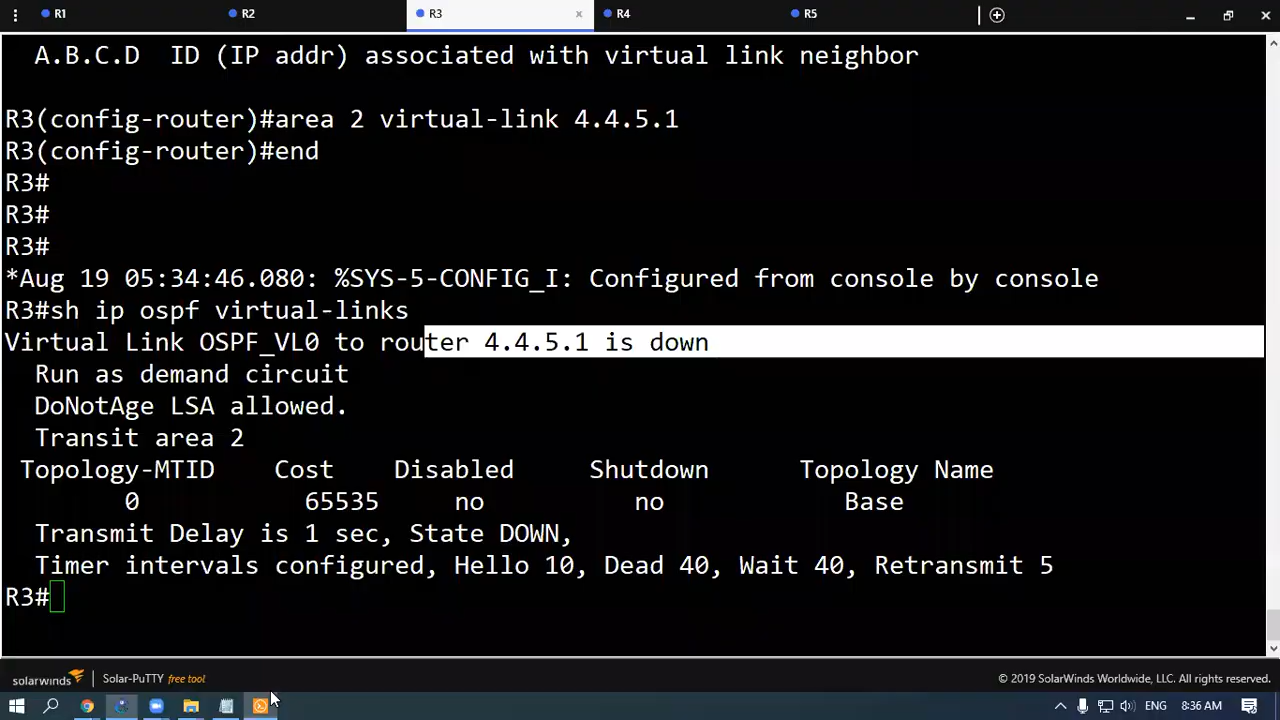 R1
R2
R3
R4
R5
A.B.C.D  ID (IP addr) associated with virtual link neighbor
R3(config-router)#area 2 virtual-link 4.4.5.1
R3(config-router)#end
R3#
R3#
R3#
*Aug 19 05:34:46.080: %SYS-5-CONFIG_I: Configured from console by console
R3#sh ip ospf virtual-links
Virtual Link OSPF_VL0 to router 4.4.5.1 is down
Run as demand circuit
DoNotAge LSA allowed.
Transit area 2
Topology-MTID    Cost    Disabled     Shutdown      Topology Name
0           65535     no          no            Base
Transmit Delay is 1 sec, State DOWN,
Timer intervals configured, Hello 10, Dead 40, Wait 40, Retransmit 5
R3#
solarwinds
Solar-PuTTY free tool
© 2019 SolarWinds Worldwide, LLC. All rights reserved.
ENG
8:36 AM